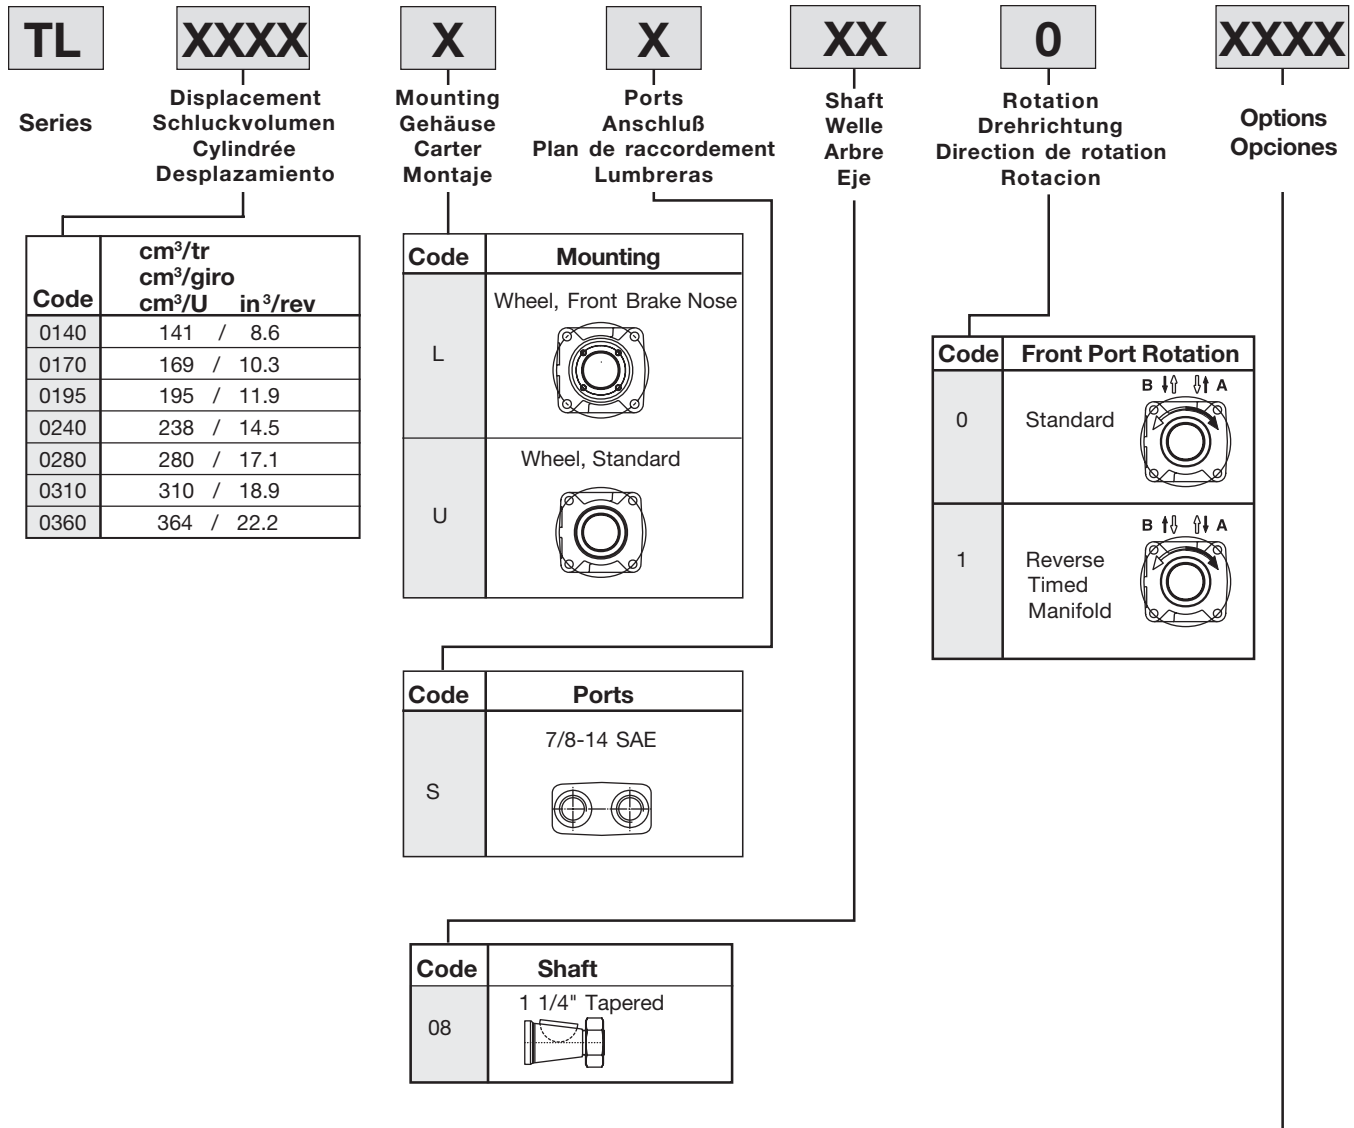 TL XXXX X X XX 0 XXXX
Series
Displacement
Schluckvolumen
Cylindrée
Desplazamiento
Mounting
Gehäuse
Carter
Montaje
Ports
Anschluß
Plan de raccordement
Lumbreras
Shaft
Welle
Arbre
Eje
Rotation
Drehrichtung
Direction de rotation
Rotacion
Options
Opciones
Code
cm³/tr
cm³/giro
cm³/U in³/rev
0140 141 / 8.6
0170 169 / 10.3
0195 195 / 11.9
0240 238 / 14.5
0280 280 / 17.1
0310 310 / 18.9
0360 364 / 22.2
Code Mounting
L Wheel, Front Brake Nose
U Wheel, Standard
Code Front Port Rotation
B A
0 Standard
B A
1 Reverse
Timed
Manifold
Code Ports
7/8-14 SAE
S
Code Shaft
1 1/4" Tapered
08